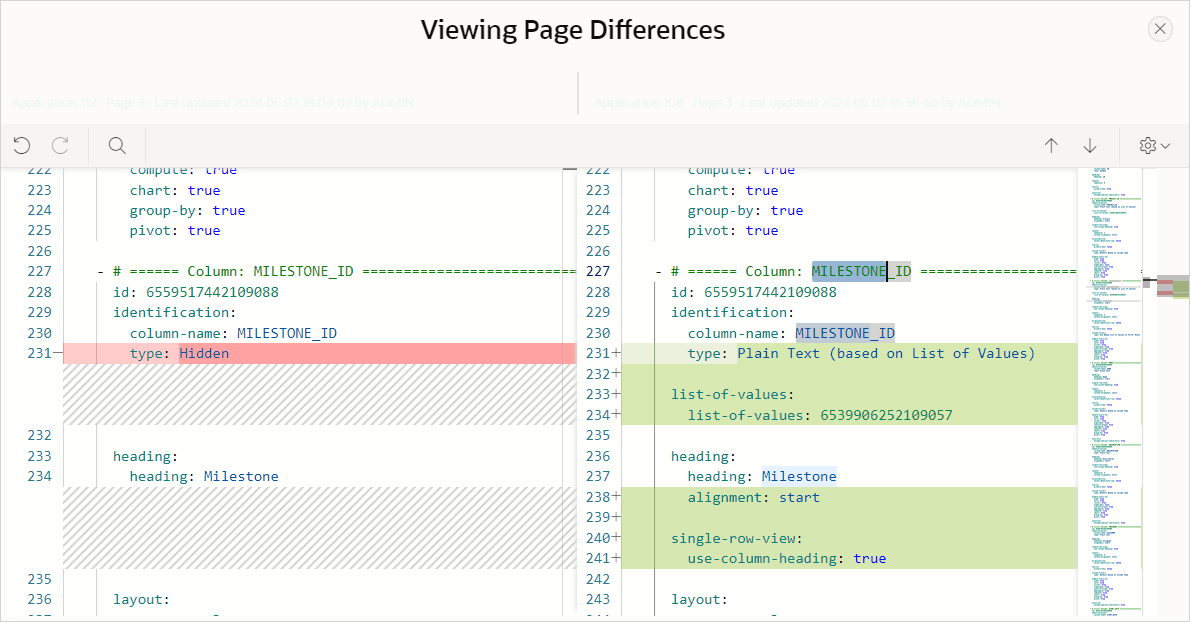 Viewing Page Differences
Application 112 · Page 3 · Last updated 2024.05.07 18:04:07 by ADMIN
Application 108 · Page 3 · Last updated 2024.05.07 by ADMIN
222 compute: true
223 chart: true
224 group-by: true
225 pivot: true
226
227 - # ====== Column: MILESTONE_ID ==========================
228 id: 6559517442109088
229 identification:
230 column-name: MILESTONE_ID
231— type: Hidden
232
233 heading:
234 heading: Milestone
235
236 layout:
222 compute: true
223 chart: true
224 group-by: true
225 pivot: true
226
227 - # ====== Column: MILESTONE_ID ===================
228 id: 6559517442109088
229 identification:
230 column-name: MILESTONE_ID
231+ type: Plain Text (based on List of Values)
232+
233+ list-of-values:
234+ list-of-values: 6539906252109057
235
236 heading:
237 heading: Milestone
238+ alignment: start
239+
240+ single-row-view:
241+ use-column-heading: true
242
243 layout: